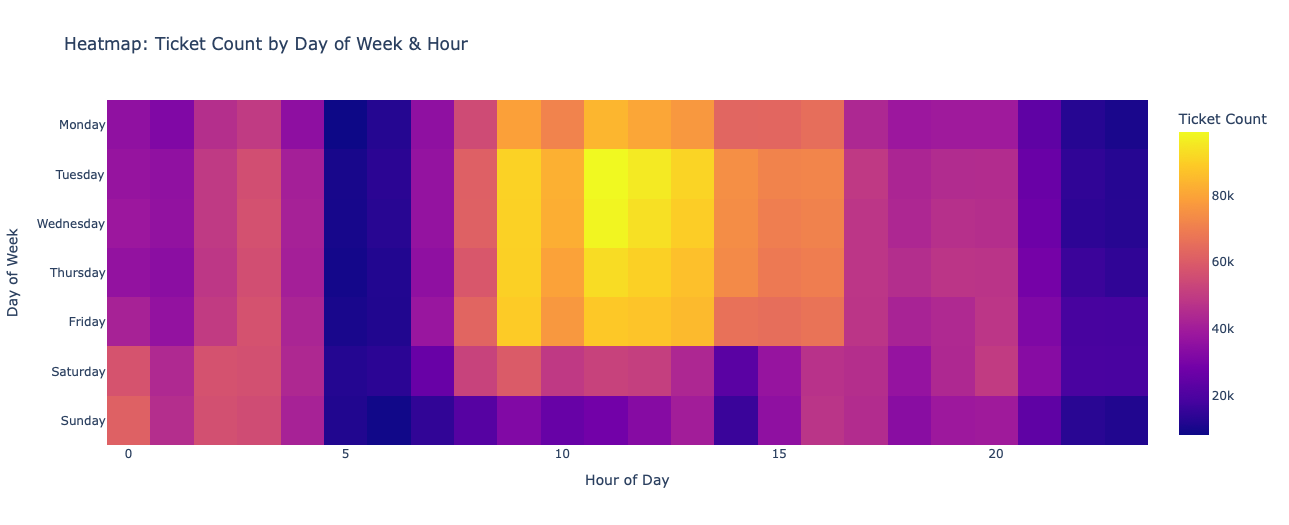 Heatmap: Ticket Count by Day of Week & Hour
Ticket Count
Monday
Tuesday
Wednesday
Thursday
Friday
Saturday
Sunday
Day of Week
80k
60k
40k
20k
0
5
10
15
20
Hour of Day